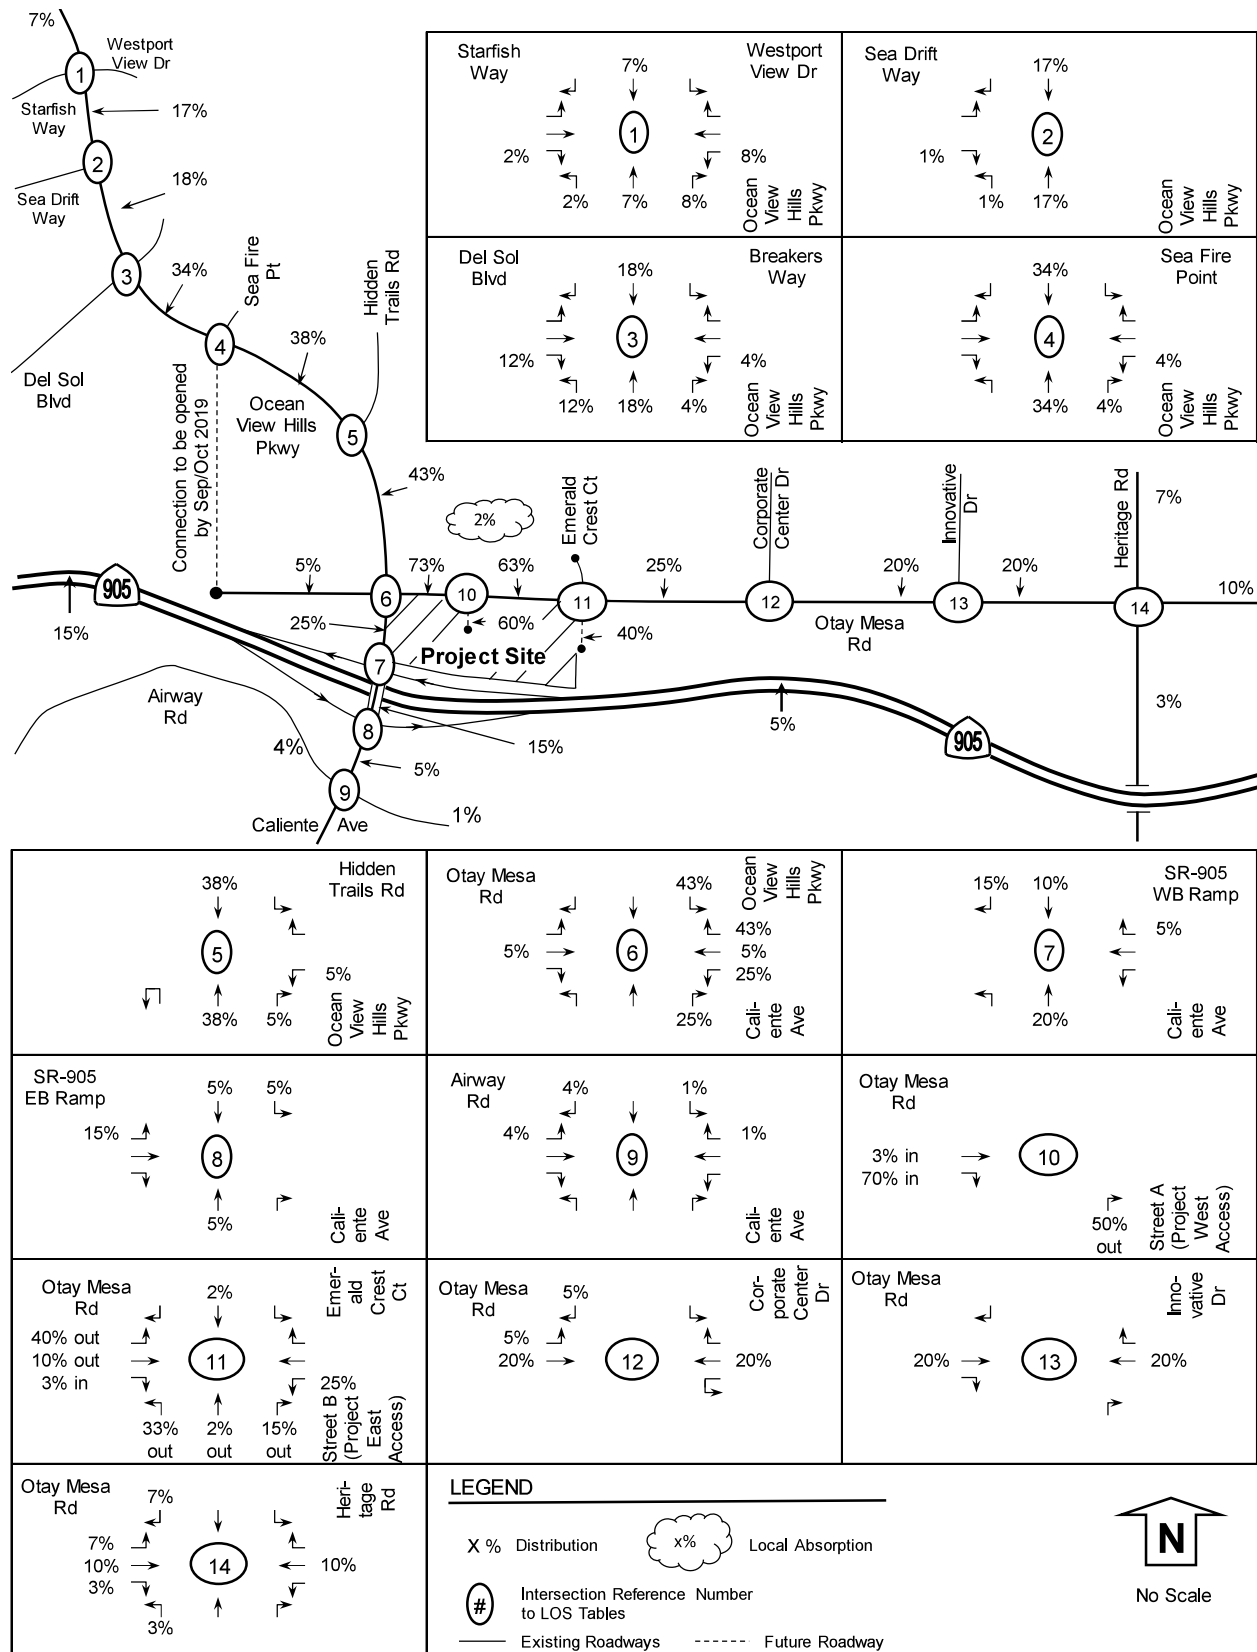 7%
Westport
View Dr
1
Starfish
Way
17%
2
Sea Drift
Way
18%
3
34%
Sea Fire
Pt
4
38%
Hidden
Trails Rd
Del Sol
Blvd
Connection to be opened
by Sep/Oct 2019
Ocean
View Hills
Pkwy
5
43%
2%
Emerald
Crest Ct
Corporate
Center Dr
Innovative
Dr
Heritage Rd
7%
905
5%
73%
63%
25%
20%
20%
10%
6
10
11
12
13
14
15%
25%
60%
40%
Otay Mesa
Rd
7
Project Site
Airway
Rd
8
15%
5%
905
3%
4%
5%
9
1%
Caliente Ave
Starfish
Way
7%
Westport
View Dr
1
2%
8%
2%
7%
8%
Ocean
View
Hills
Pkwy
Sea Drift
Way
17%
2
1%
1%
17%
Ocean
View
Hills
Pkwy
Del Sol
Blvd
18%
Breakers
Way
3
12%
4%
12%
18%
4%
Ocean
View
Hills
Pkwy
34%
Sea Fire
Point
4
4%
34%
4%
Ocean
View
Hills
Pkwy
38%
Hidden
Trails Rd
5
5%
38%
5%
Ocean
View
Hills
Pkwy
Otay Mesa
Rd
43%
Ocean
View
Hills
Pkwy
43%
5%
6
5%
25%
25%
Cali-
ente
Ave
15%
10%
SR-905
WB Ramp
5%
7
20%
Cali-
ente
Ave
SR-905
EB Ramp
5%
5%
15%
8
5%
Cali-
ente
Ave
Airway
Rd
4%
1%
4%
1%
9
Cali-
ente
Ave
Otay Mesa
Rd
3% in
70% in
10
50%
out
Street A
(Project
West
Access)
Otay Mesa
Rd
2%
Emer-
ald
Crest
Ct
40% out
10% out
3% in
11
25%
33%
out
2%
out
15%
out
Street B
(Project
East
Access)
Otay Mesa
Rd
5%
Cor-
porate
Center
Dr
5%
20%
12
20%
Otay Mesa
Rd
Inno-
vative
Dr
20%
13
20%
Otay Mesa
Rd
7%
Heri-
tage
Rd
7%
10%
3%
14
10%
3%
LEGEND
X % Distribution
x% Local Absorption
# Intersection Reference Number
to LOS Tables
Existing Roadways
Future Roadway
N
No Scale